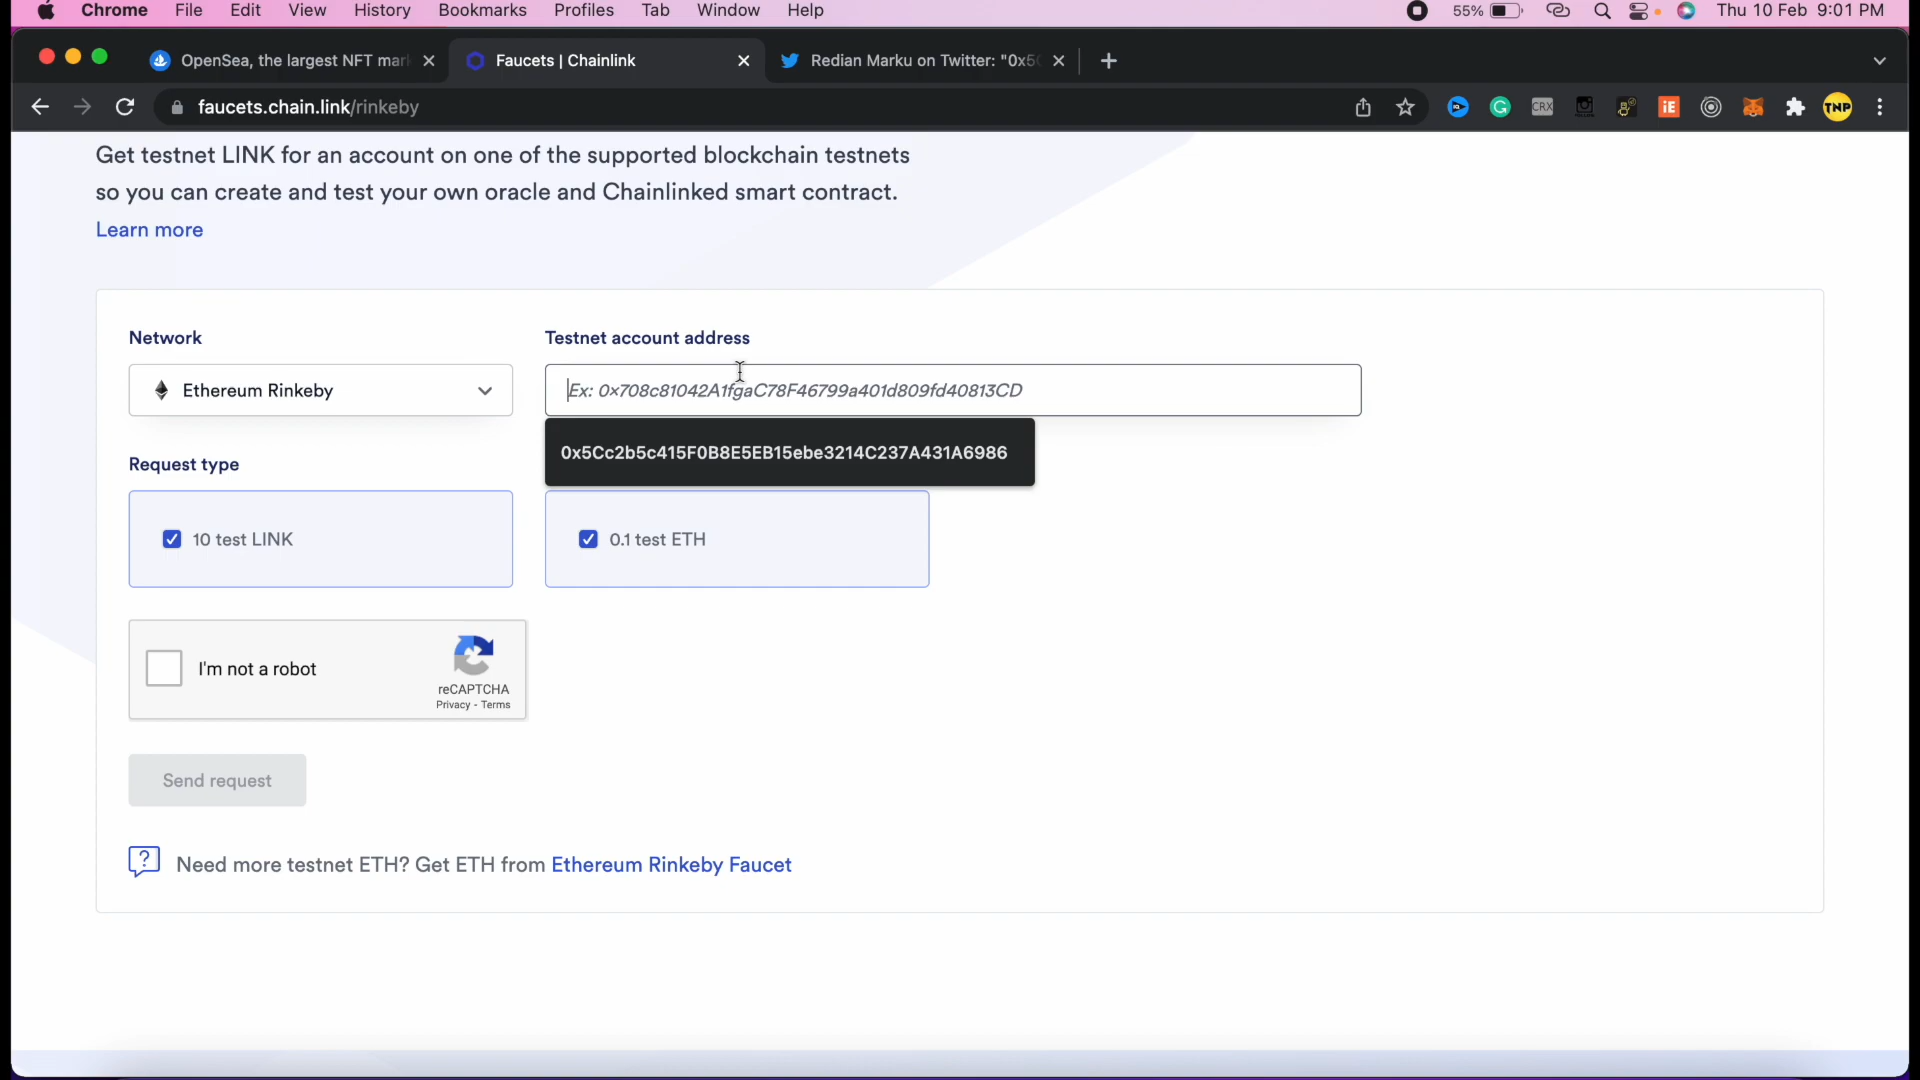 Chrome File Edit View History Bookmarks Profiles Tab Window Help 55% Thu 10 Feb 9:01 PM
OpenSea, the largest NFT mar Faucets | Chainlink Redian Marku on Twitter: "0x5C
faucets.chain.link/rinkeby CRX iE TNP
Get testnet LINK for an account on one of the supported blockchain testnets
so you can create and test your own oracle and Chainlinked smart contract.
Learn more
Network Testnet account address
Ethereum Rinkeby Ex: 0x708c81042A1fgaC78F46799a401d809fd40813CD
0x5Cc2b5c415F0B8E5EB15ebe3214C237A431A6986
Request type
10 test LINK 0.1 test ETH
I'm not a robot
reCAPTCHA
Privacy - Terms
Send request
Need more testnet ETH? Get ETH from Ethereum Rinkeby Faucet